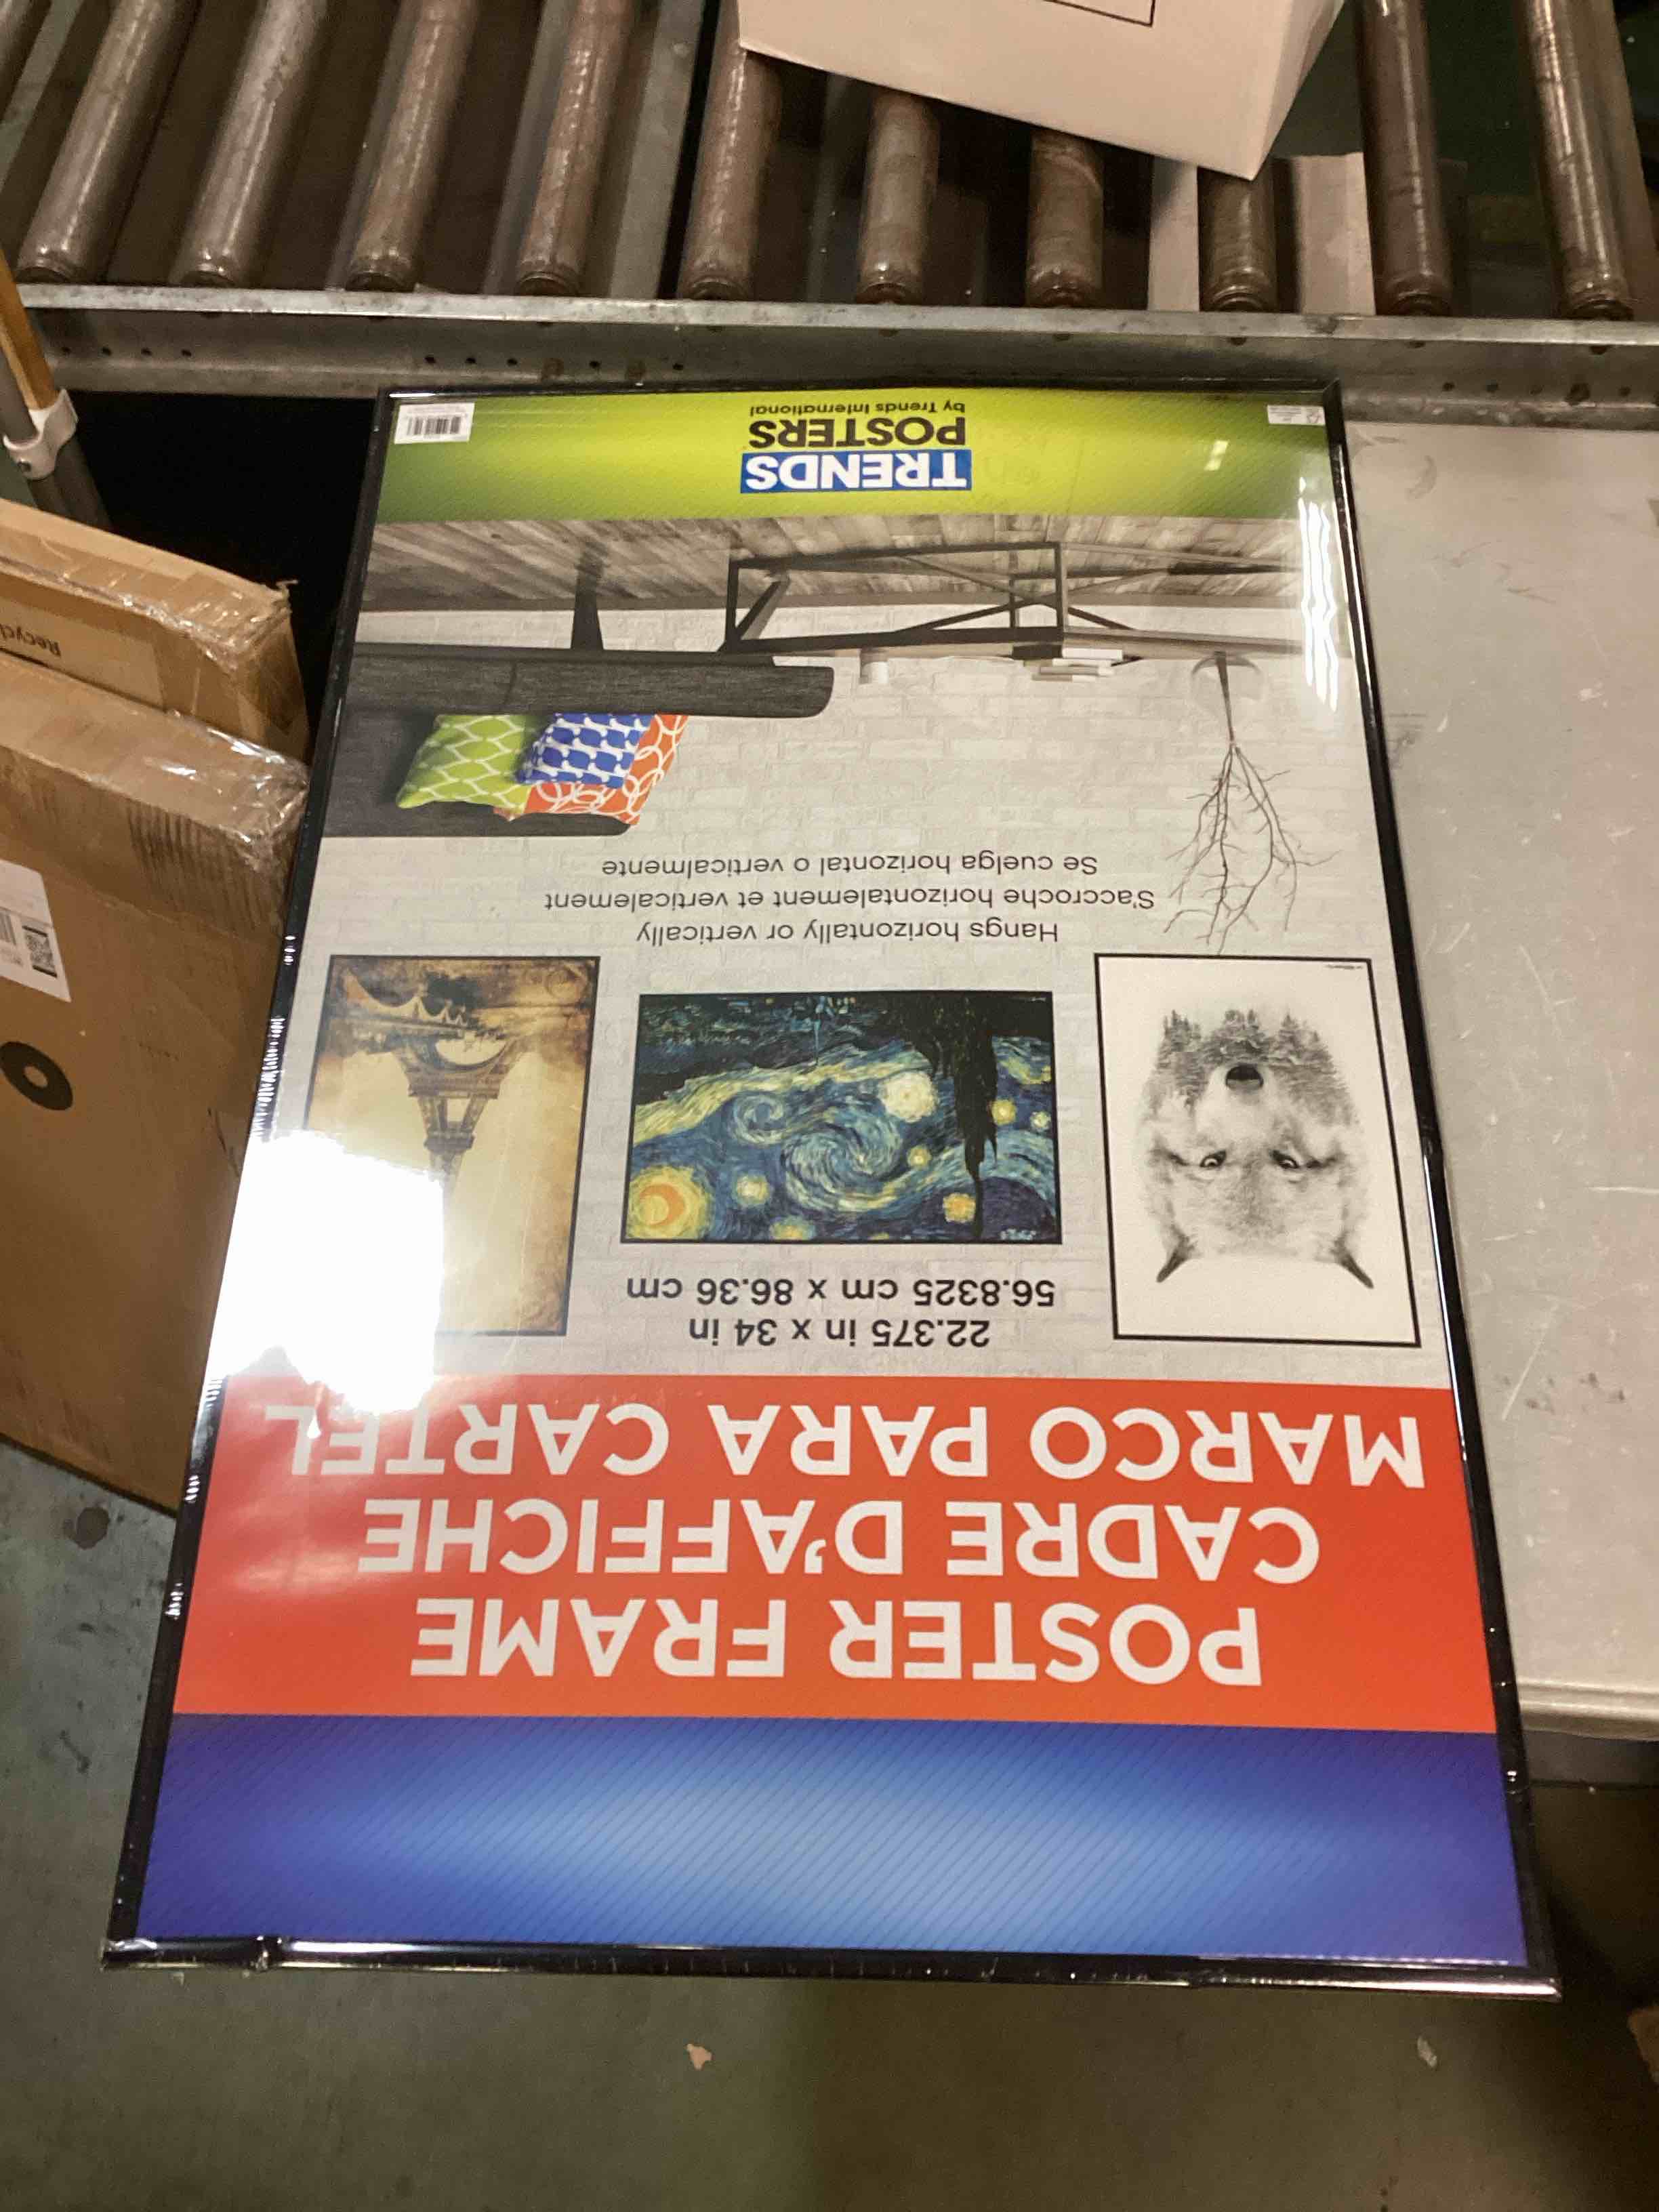 POSTER FRAME
CADRE D'AFFICHE
MARCO PARA CARTEL
22.375 in x 34 in
56.8325 cm x 86.36 cm
Hangs horizontally or vertically
S'accroche horizontalement et verticalement
Se cuelga horizontal o verticalmente
TRENDS
POSTERS
by Trends International